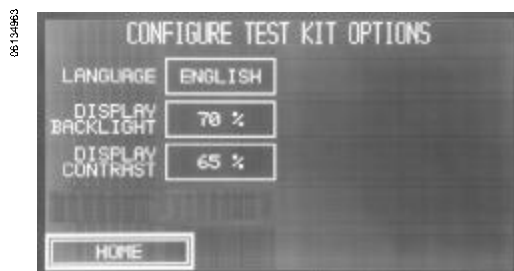 06134963
CONFIGURE TEST KIT OPTIONS
LANGUAGE ENGLISH
DISPLAY
BACKLIGHT 70 %
DISPLAY
CONTRAST 65 %
HOME